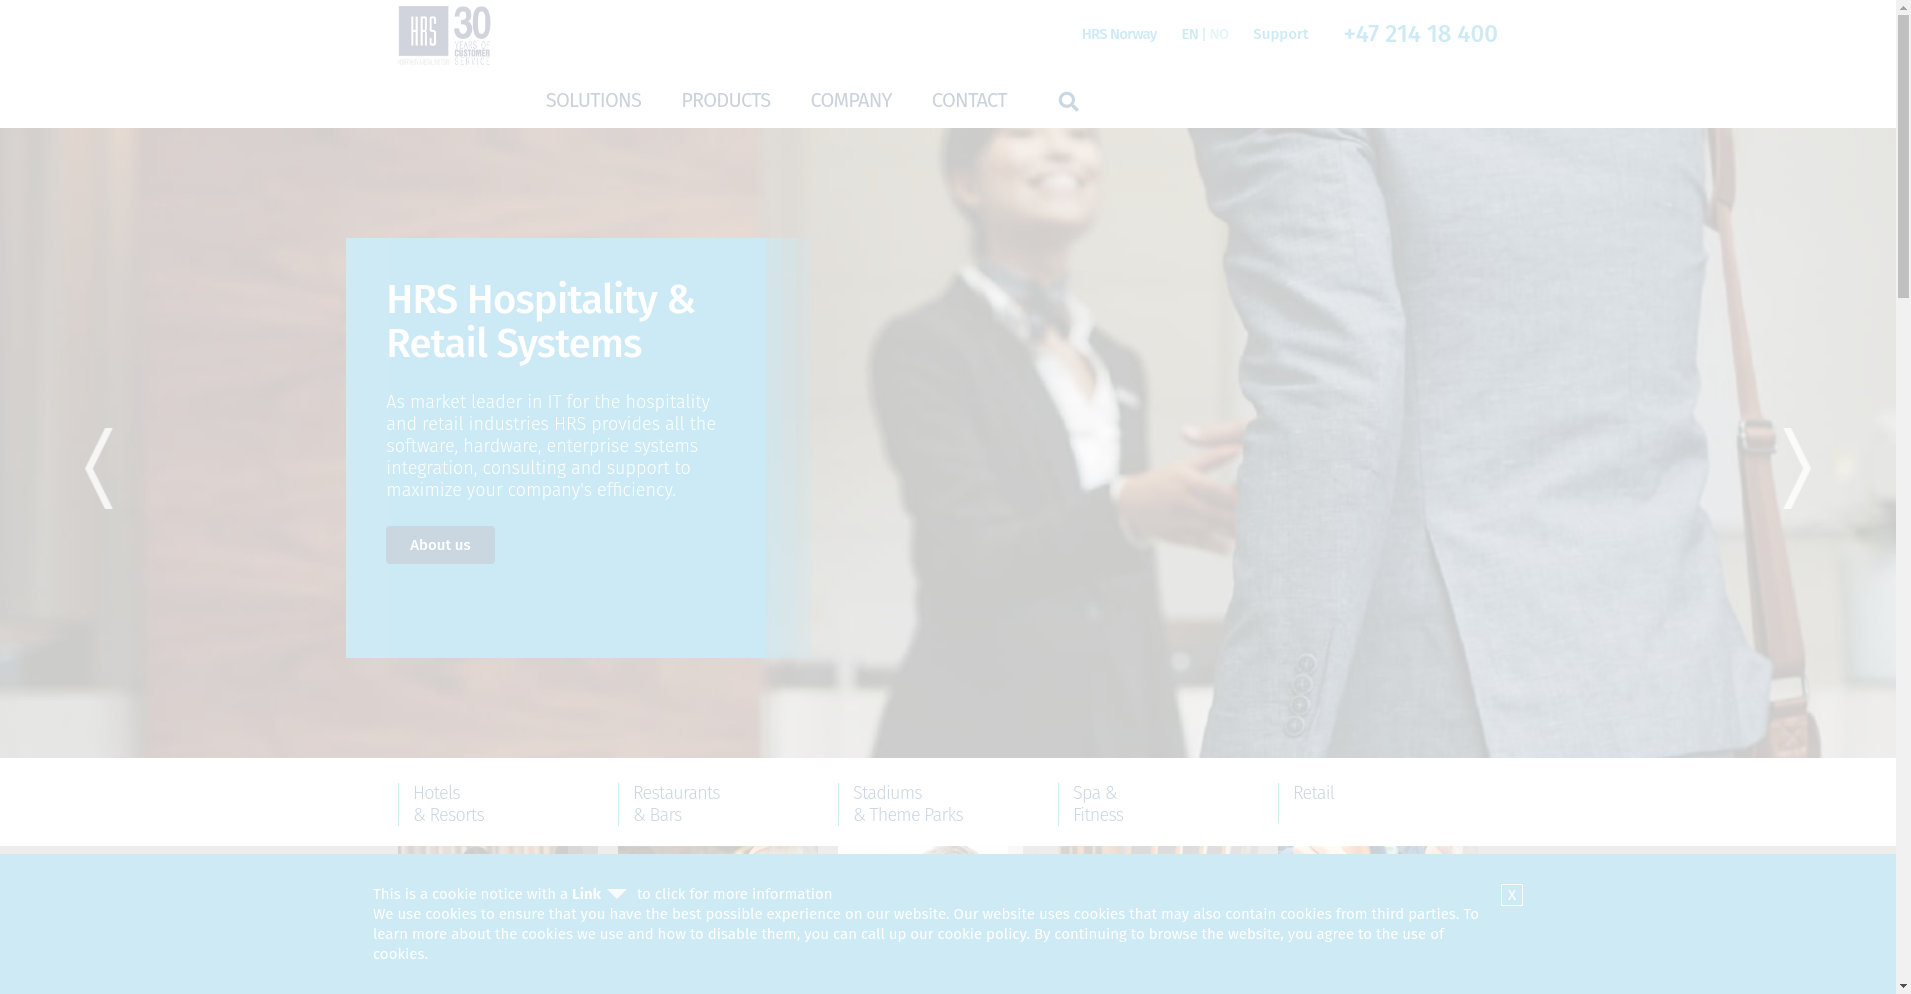 HRS 30
YEARS OF
CUSTOMER
SERVICE
HRS Norway EN | NO Support +47 214 18 400
SOLUTIONS PRODUCTS COMPANY CONTACT
HRS Hospitality &
Retail Systems
As market leader in IT for the hospitality
and retail industries HRS provides all the
software, hardware, enterprise systems
integration, consulting and support to
maximize your company's efficiency.
About us
Hotels
& Resorts
Restaurants
& Bars
Stadiums
& Theme Parks
Spa &
Fitness
Retail
This is a cookie notice with a Link to click for more information
X
We use cookies to ensure that you have the best possible experience on our website. Our website uses cookies that may also contain cookies from third parties. To
learn more about the cookies we use and how to disable them, you can call up our cookie policy. By continuing to browse the website, you agree to the use of
cookies.